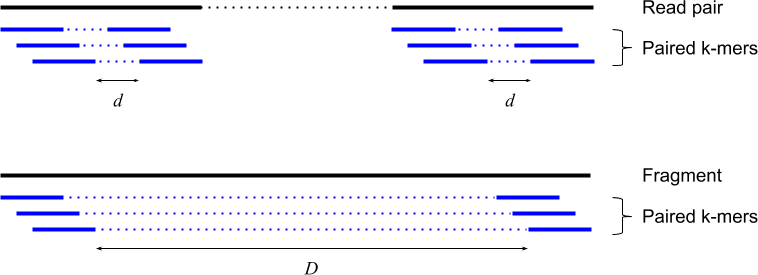 Read pair
Paired k-mers
d
d
Fragment
Paired k-mers
D